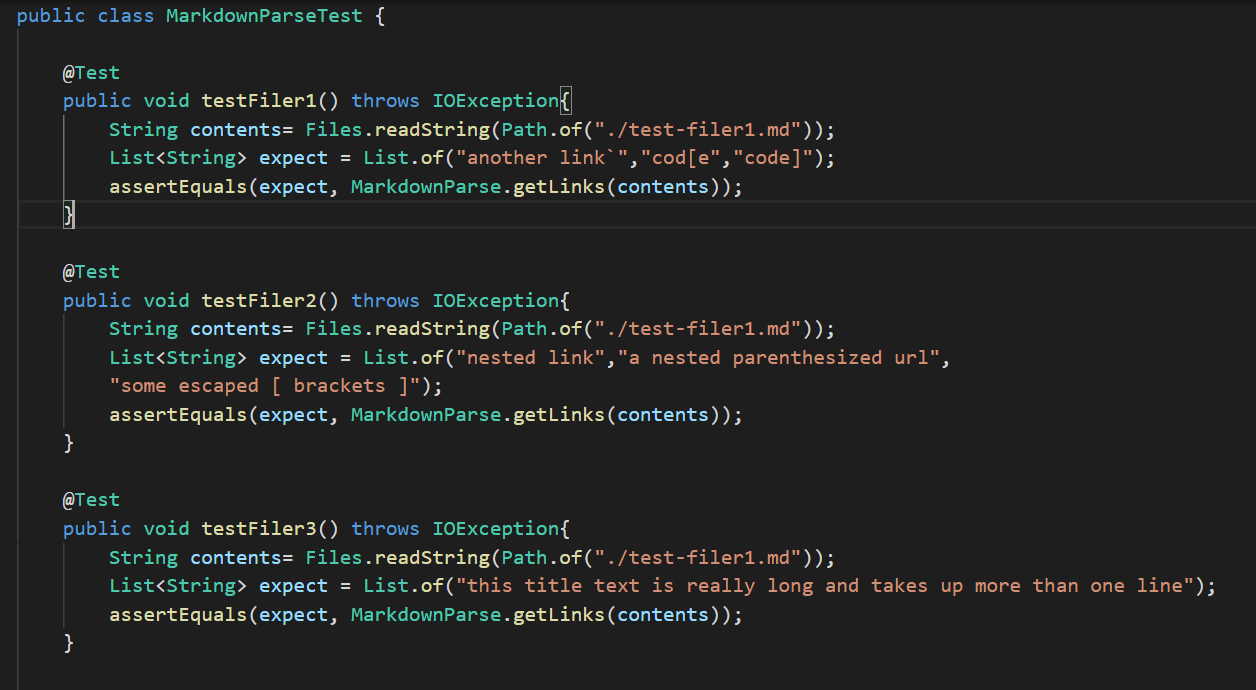 public class MarkdownParseTest {
@Test
public void testFiler1() throws IOException{
String contents= Files.readString(Path.of("./test-filer1.md"));
List<String> expect = List.of("another link`","cod[e","code]");
assertEquals(expect, MarkdownParse.getLinks(contents));
}
@Test
public void testFiler2() throws IOException{
String contents= Files.readString(Path.of("./test-filer1.md"));
List<String> expect = List.of("nested link","a nested parenthesized url",
"some escaped [ brackets ]");
assertEquals(expect, MarkdownParse.getLinks(contents));
}
@Test
public void testFiler3() throws IOException{
String contents= Files.readString(Path.of("./test-filer1.md"));
List<String> expect = List.of("this title text is really long and takes up more than one line");
assertEquals(expect, MarkdownParse.getLinks(contents));
}